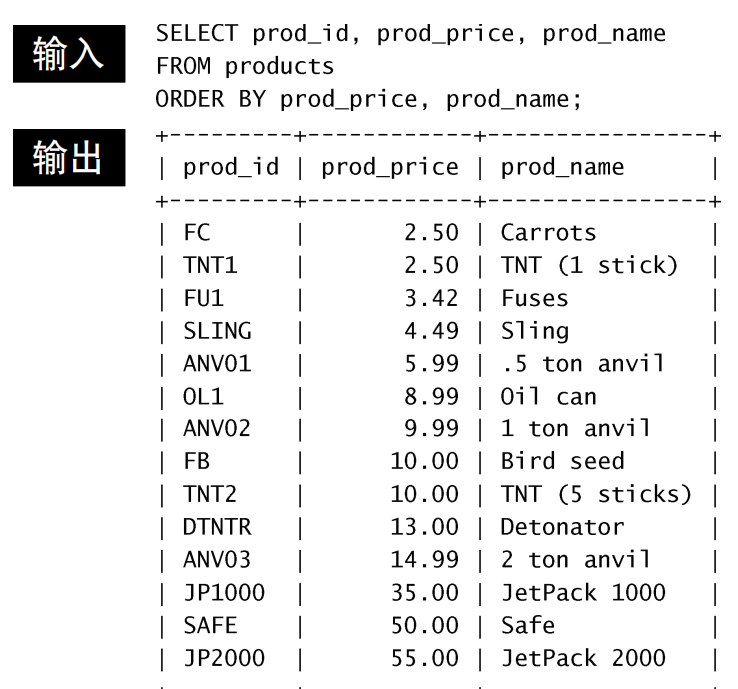 输入
SELECT prod_id, prod_price, prod_name
FROM products
ORDER BY prod_price, prod_name;
输出
+---------+------------+----------------+
| prod_id | prod_price | prod_name      |
+---------+------------+----------------+
| FC      |       2.50 | Carrots        |
| TNT1    |       2.50 | TNT (1 stick)  |
| FU1     |       3.42 | Fuses          |
| SLING   |       4.49 | Sling          |
| ANV01   |       5.99 | .5 ton anvil   |
| OL1     |       8.99 | Oil can        |
| ANV02   |       9.99 | 1 ton anvil    |
| FB      |      10.00 | Bird seed      |
| TNT2    |      10.00 | TNT (5 sticks) |
| DTNTR   |      13.00 | Detonator      |
| ANV03   |      14.99 | 2 ton anvil    |
| JP1000  |      35.00 | JetPack 1000   |
| SAFE    |      50.00 | Safe           |
| JP2000  |      55.00 | JetPack 2000   |